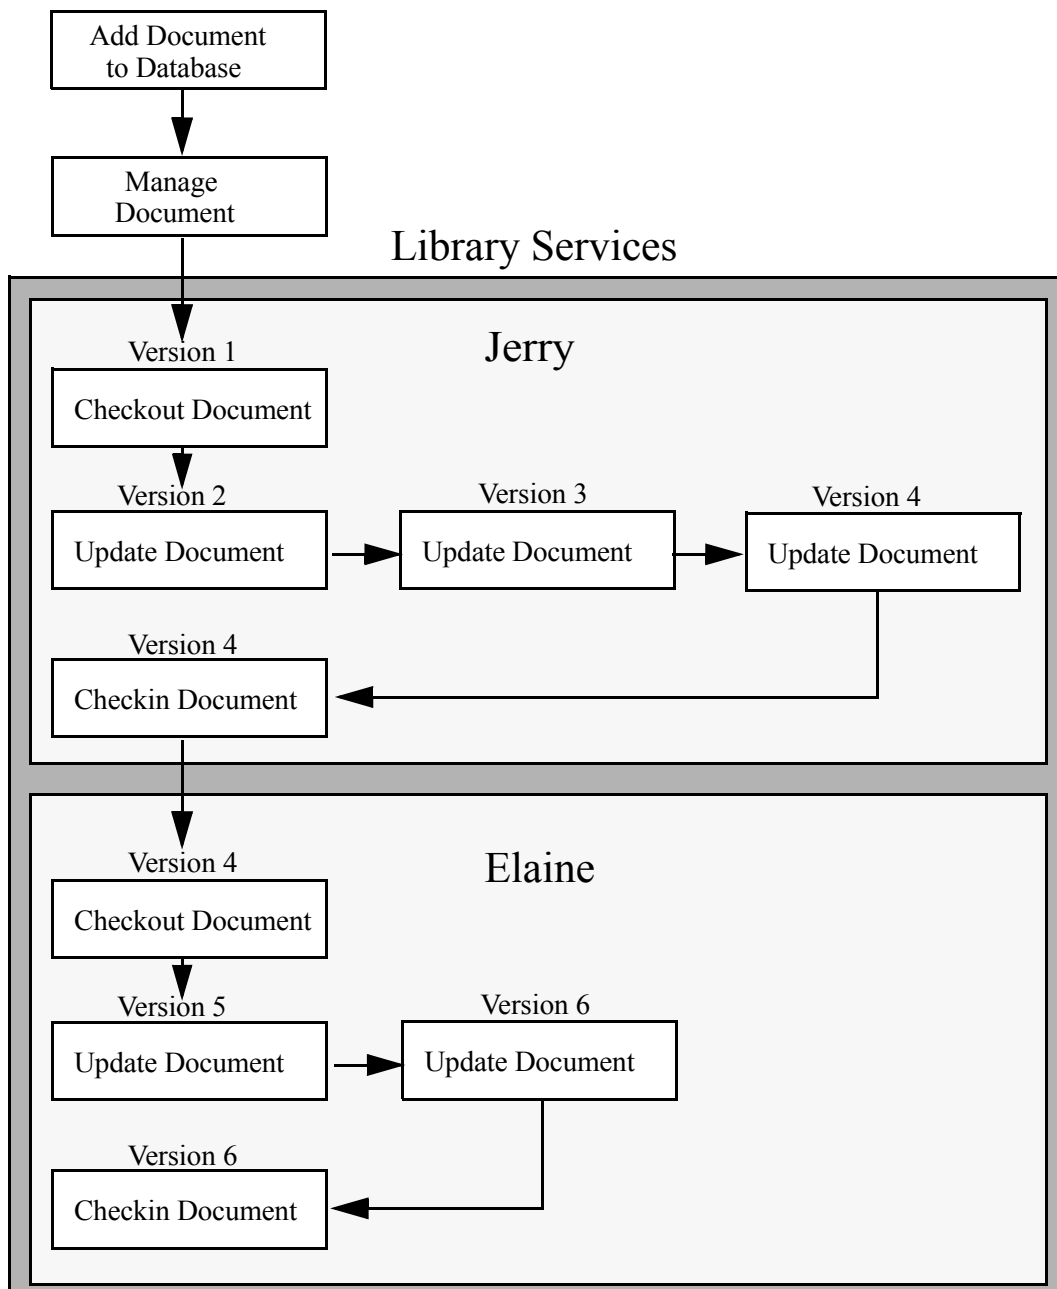 Add Document
to Database
Manage
Document
Library Services
Jerry
Version 1
Checkout Document
Version 2
Version 3
Version 4
Update Document
Update Document
Update Document
Version 4
Checkin Document
Elaine
Version 4
Checkout Document
Version 5
Version 6
Update Document
Update Document
Version 6
Checkin Document